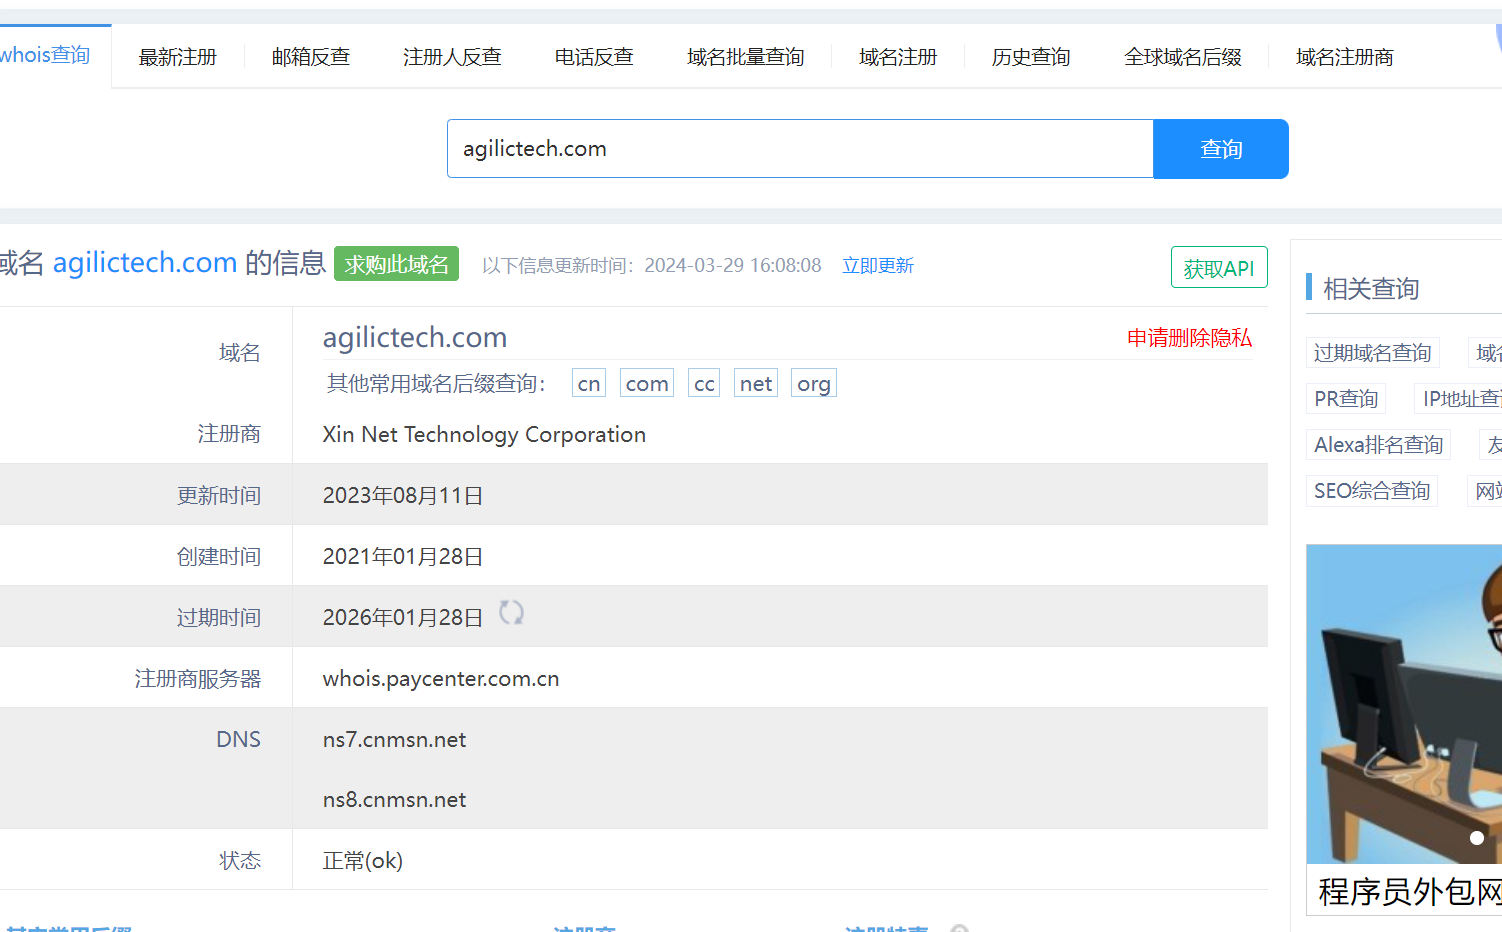 whois查询 最新注册 邮箱反查 注册人反查 电话反查 域名批量查询 域名注册 历史查询 全球域名后缀 域名注册商
agilictech.com 查询
域名 agilictech.com 的信息 求购此域名 以下信息更新时间：2024-03-29 16:08:08 立即更新 获取API
域名 agilictech.com 申请删除隐私
其他常用域名后缀查询： cn com cc net org
注册商 Xin Net Technology Corporation
更新时间 2023年08月11日
创建时间 2021年01月28日
过期时间 2026年01月28日
注册商服务器 whois.paycenter.com.cn
DNS ns7.cnmsn.net
ns8.cnmsn.net
状态 正常(ok)
相关查询
过期域名查询 域名
PR查询 IP地址查询
Alexa排名查询 友
SEO综合查询 网站
程序员外包网